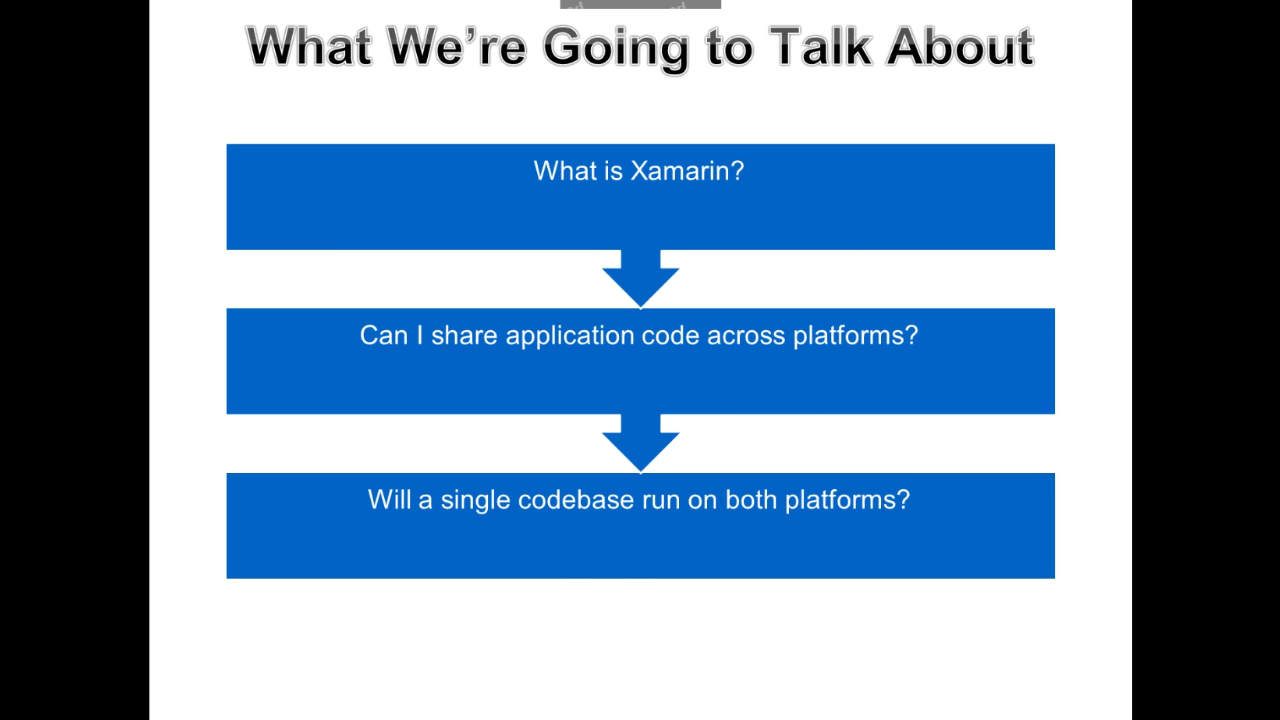 What We’re Going to Talk About
What is Xamarin?
Can I share application code across platforms?
Will a single codebase run on both platforms?